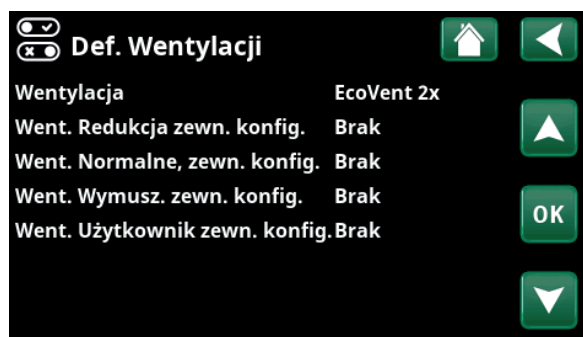 Def. Wentylacji
Wentylacja EcoVent 2x
Went. Redukcja zewn. konfig. Brak
Went. Normalne, zewn. konfig. Brak
Went. Wymusz. zewn. konfig. Brak
Went. Użytkownik zewn. konfig. Brak
OK